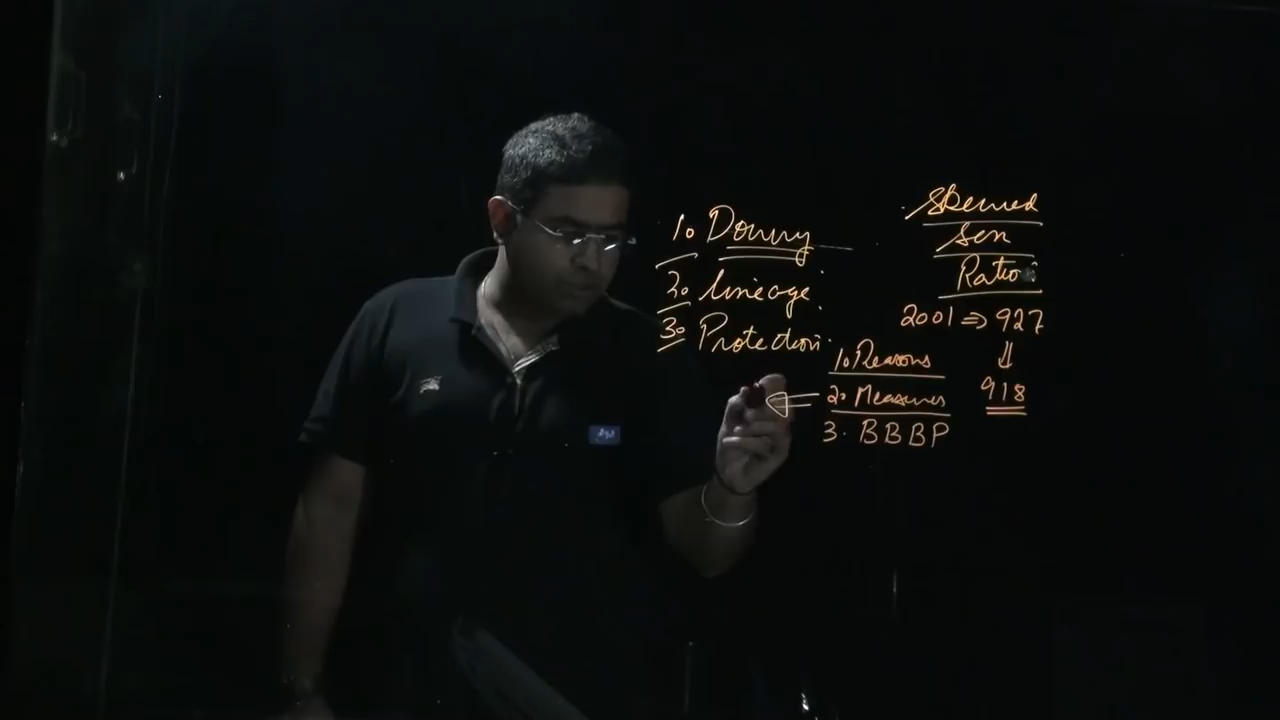 1. Dowry
2. lineage.
3. Protection.
Skewed
Sex
Ratio:
2001 ⇒ 927
⇓
918
1. Reasons
2. Measures
3. BBBP